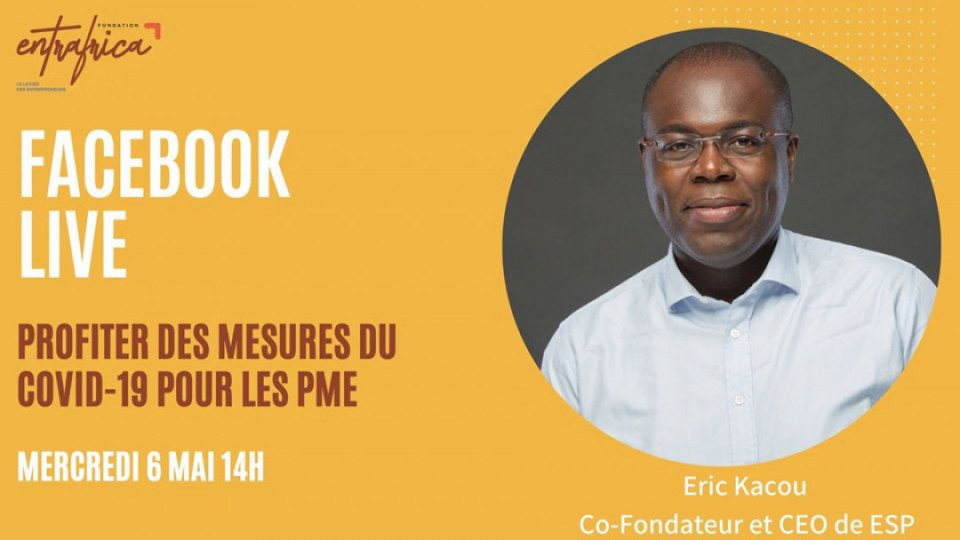 FONDATION
entrafrica
FACEBOOK
LIVE
PROFITER DES MESURES DU
COVID-19 POUR LES PME
MERCREDI 6 MAI 14H
Eric Kacou
Co-Fondateur et CEO de ESP